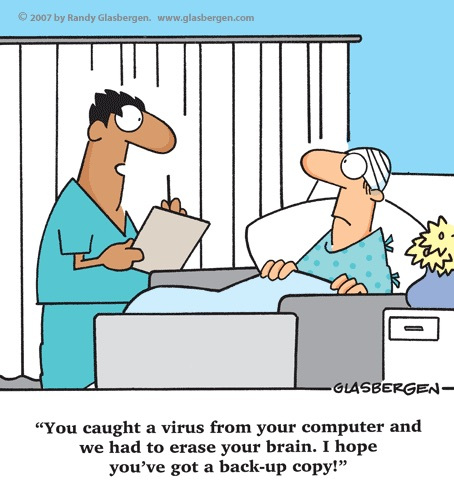 © 2007 by Randy Glasbergen. www.glasbergen.com
GLASBERGEN
“You caught a virus from your computer and
we had to erase your brain. I hope
you’ve got a back-up copy!”